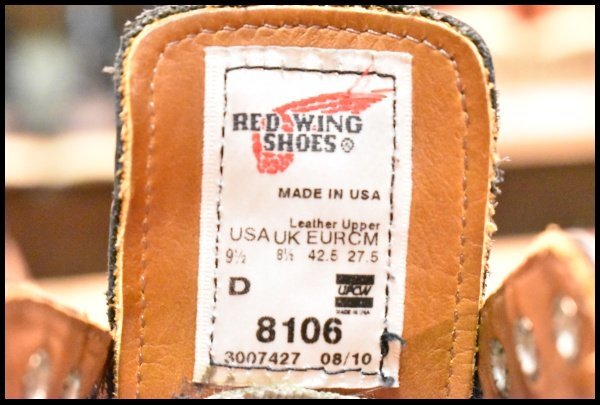 RED WING
SHOES ®
MADE IN USA
Leather Upper
USA UK EUR CM
9½ 8½ 42.5 27.5
D
UFCW
MADE IN USA
8106
3007427 08/10